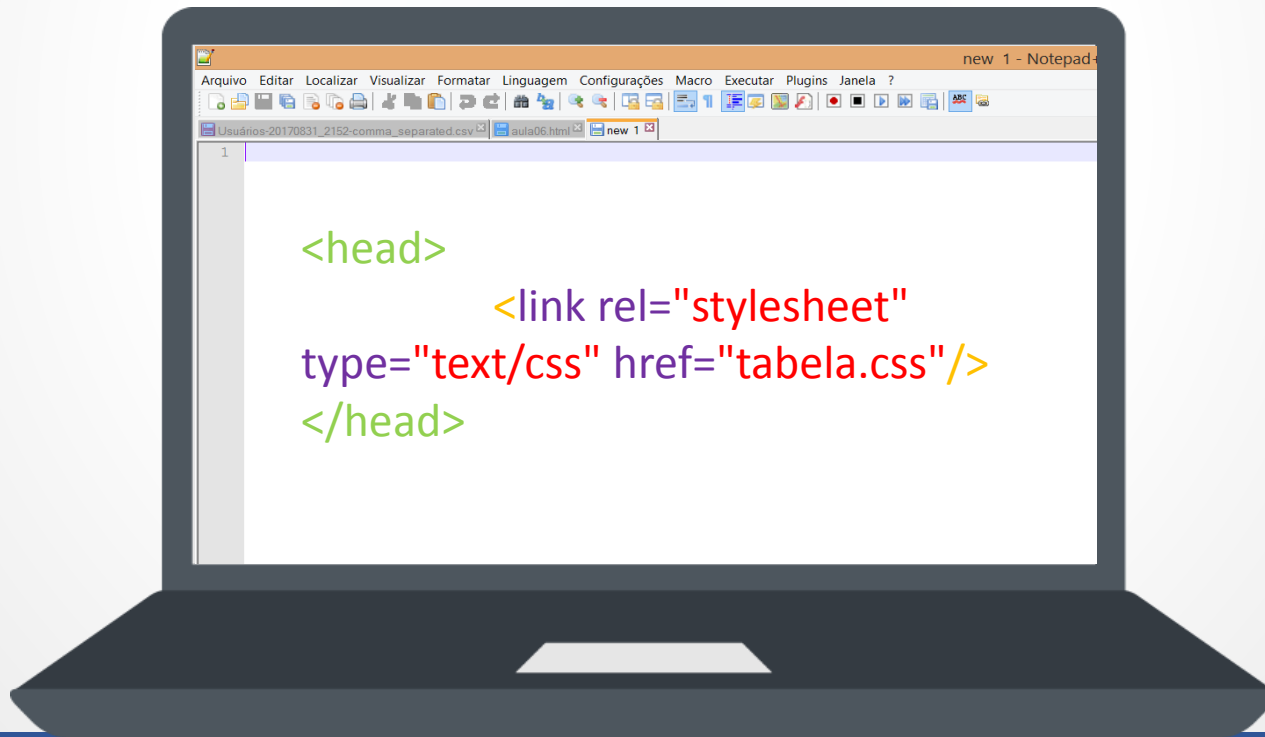 new 1 - Notepad+
Arquivo Editar Localizar Visualizar Formatar Linguagem Configurações Macro Executar Plugins Janela ?
ABC
Usuários-20170831_2152-comma_separated.csv aula06.html new 1
1
<head>
<link rel="stylesheet"
type="text/css" href="tabela.css"/>
</head>